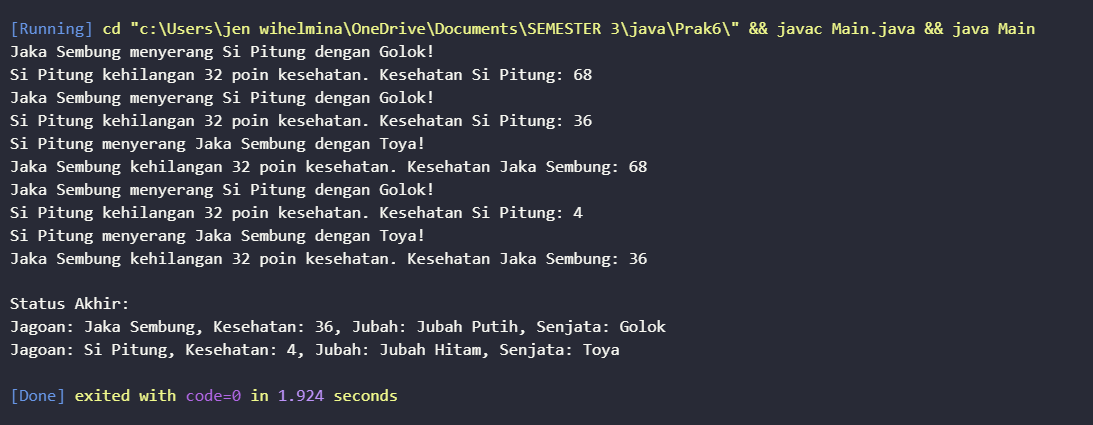 [Running] cd "c:\Users\jen wihelmina\OneDrive\Documents\SEMESTER 3\java\Prak6\" && javac Main.java && java Main
Jaka Sembung menyerang Si Pitung dengan Golok!
Si Pitung kehilangan 32 poin kesehatan. Kesehatan Si Pitung: 68
Jaka Sembung menyerang Si Pitung dengan Golok!
Si Pitung kehilangan 32 poin kesehatan. Kesehatan Si Pitung: 36
Si Pitung menyerang Jaka Sembung dengan Toya!
Jaka Sembung kehilangan 32 poin kesehatan. Kesehatan Jaka Sembung: 68
Jaka Sembung menyerang Si Pitung dengan Golok!
Si Pitung kehilangan 32 poin kesehatan. Kesehatan Si Pitung: 4
Si Pitung menyerang Jaka Sembung dengan Toya!
Jaka Sembung kehilangan 32 poin kesehatan. Kesehatan Jaka Sembung: 36
Status Akhir:
Jagoan: Jaka Sembung, Kesehatan: 36, Jubah: Jubah Putih, Senjata: Golok
Jagoan: Si Pitung, Kesehatan: 4, Jubah: Jubah Hitam, Senjata: Toya
[Done] exited with code=0 in 1.924 seconds